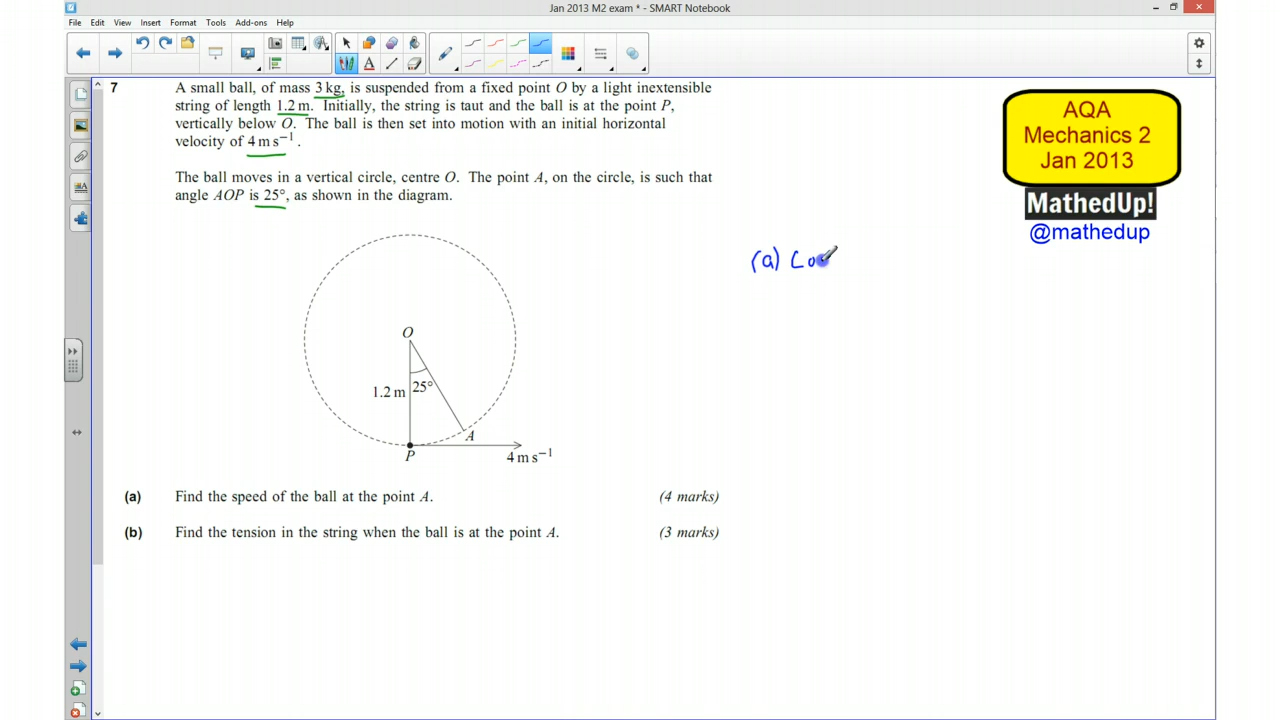 Jan 2013 M2 exam * - SMART Notebook
File Edit View Insert Format Tools Add-ons Help
7 A small ball, of mass 3 kg, is suspended from a fixed point O by a light inextensible
string of length 1.2 m. Initially, the string is taut and the ball is at the point P,
vertically below O. The ball is then set into motion with an initial horizontal
velocity of 4 m s⁻¹ .
The ball moves in a vertical circle, centre O. The point A, on the circle, is such that
angle AOP is 25°, as shown in the diagram.
O
1.2 m 25°
A
P 4 m s⁻¹
(a) Find the speed of the ball at the point A. (4 marks)
(b) Find the tension in the string when the ball is at the point A. (3 marks)
(a) Co
AQA
Mechanics 2
Jan 2013
MathedUp!
@mathedup